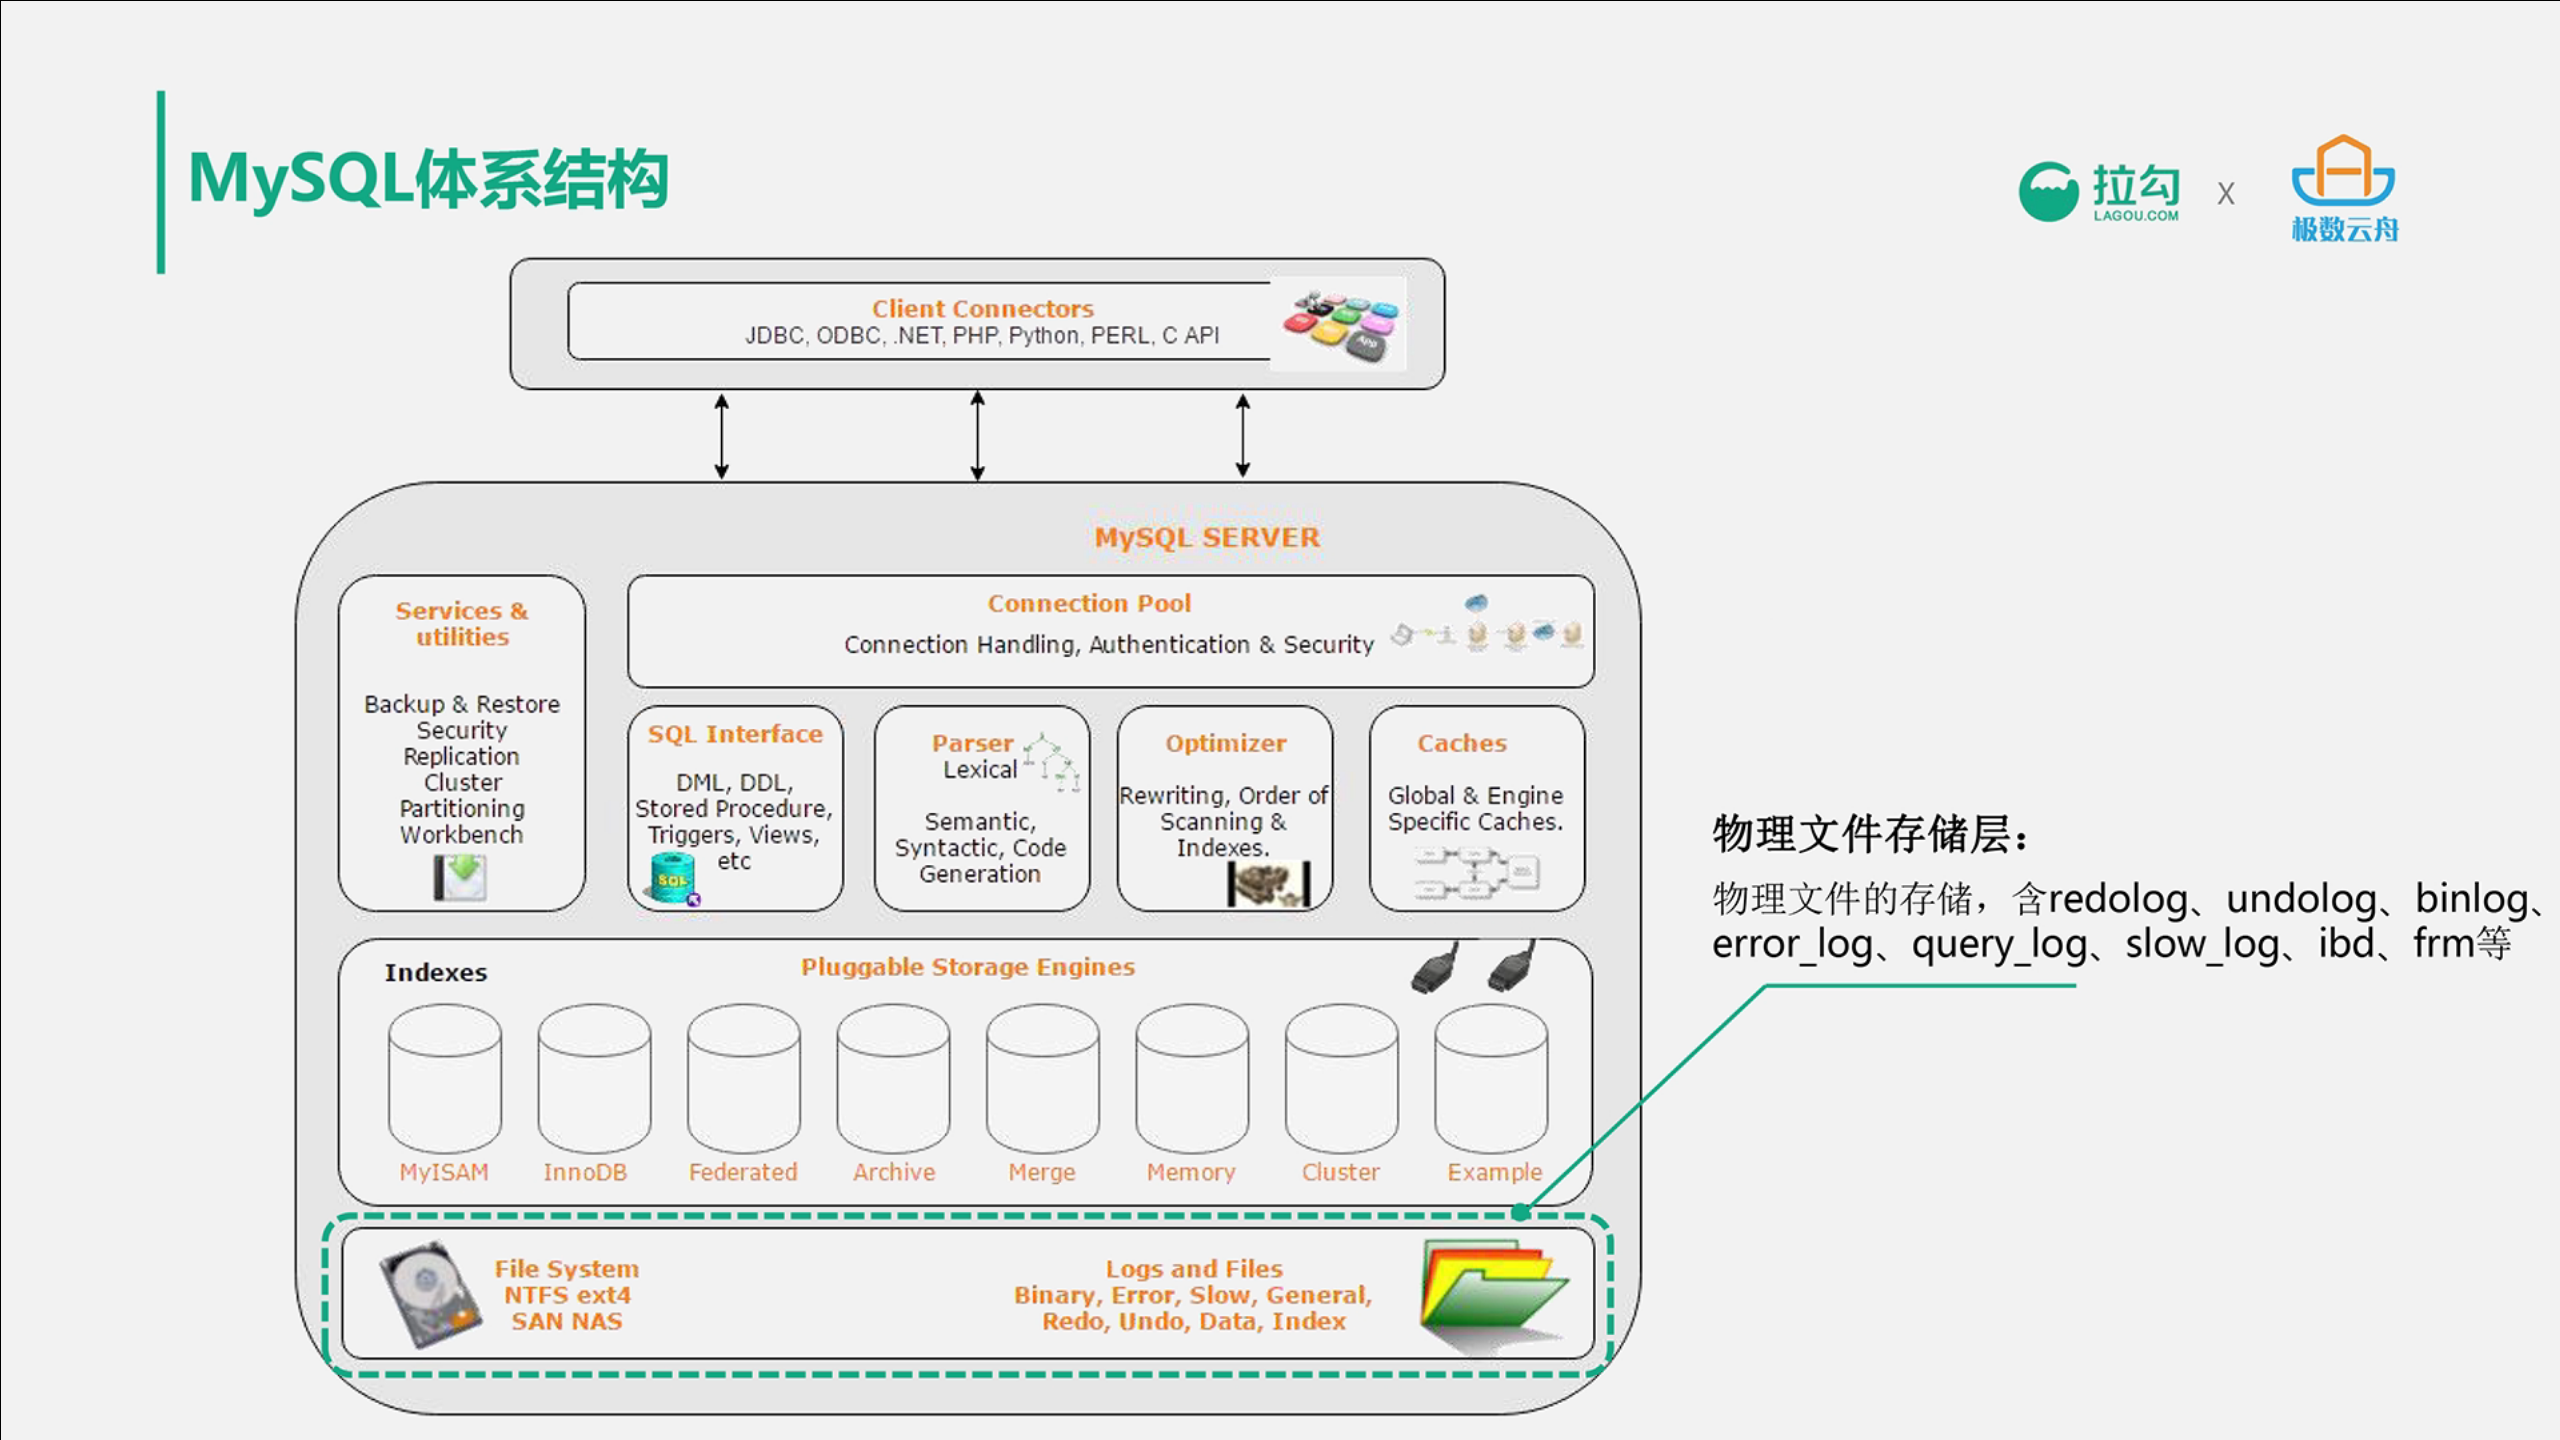 MySQL体系结构
拉勾
LAGOU.COM
X
极数云舟
Client Connectors
JDBC, ODBC, .NET, PHP, Python, PERL, C API
MySQL SERVER
Services &
utilities
Backup & Restore
Security
Replication
Cluster
Partitioning
Workbench
Connection Pool
Connection Handling, Authentication & Security
SQL Interface
DML, DDL,
Stored Procedure,
Triggers, Views,
etc
SQL
Parser
Lexical
Semantic,
Syntactic, Code
Generation
Optimizer
Rewriting, Order of
Scanning &
Indexes.
Caches
Global & Engine
Specific Caches.
物理文件存储层：
物理文件的存储，含redolog、undolog、binlog、
error_log、query_log、slow_log、ibd、frm等
Indexes
Pluggable Storage Engines
MyISAM
InnoDB
Federated
Archive
Merge
Memory
Cluster
Example
File System
NTFS ext4
SAN NAS
Logs and Files
Binary, Error, Slow, General,
Redo, Undo, Data, Index